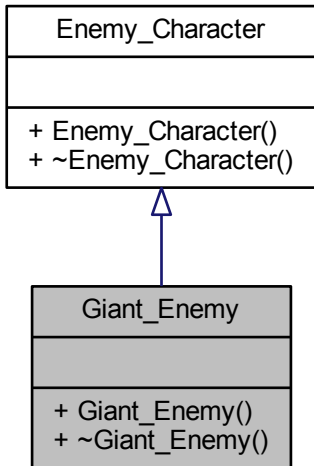 Enemy_Character
+ Enemy_Character()
+ ~Enemy_Character()
Giant_Enemy
+ Giant_Enemy()
+ ~Giant_Enemy()